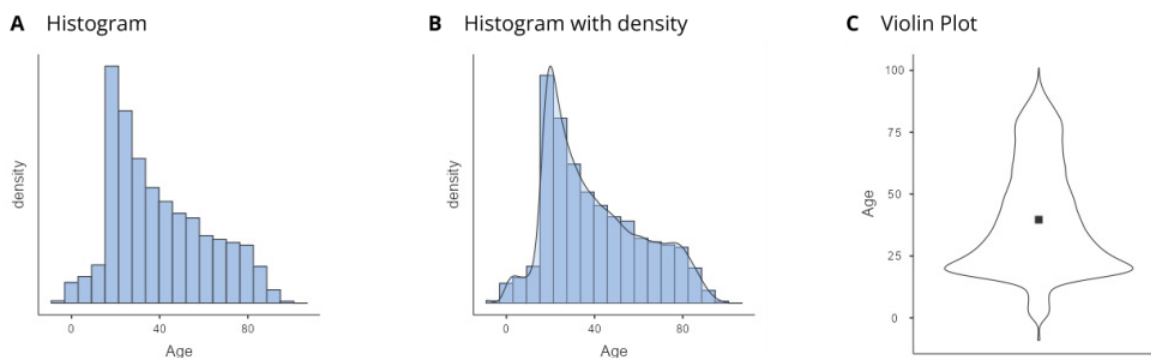 A Histogram
density
0 40 80
Age
B Histogram with density
density
0 40 80
Age
C Violin Plot
Age
100
75
50
25
0